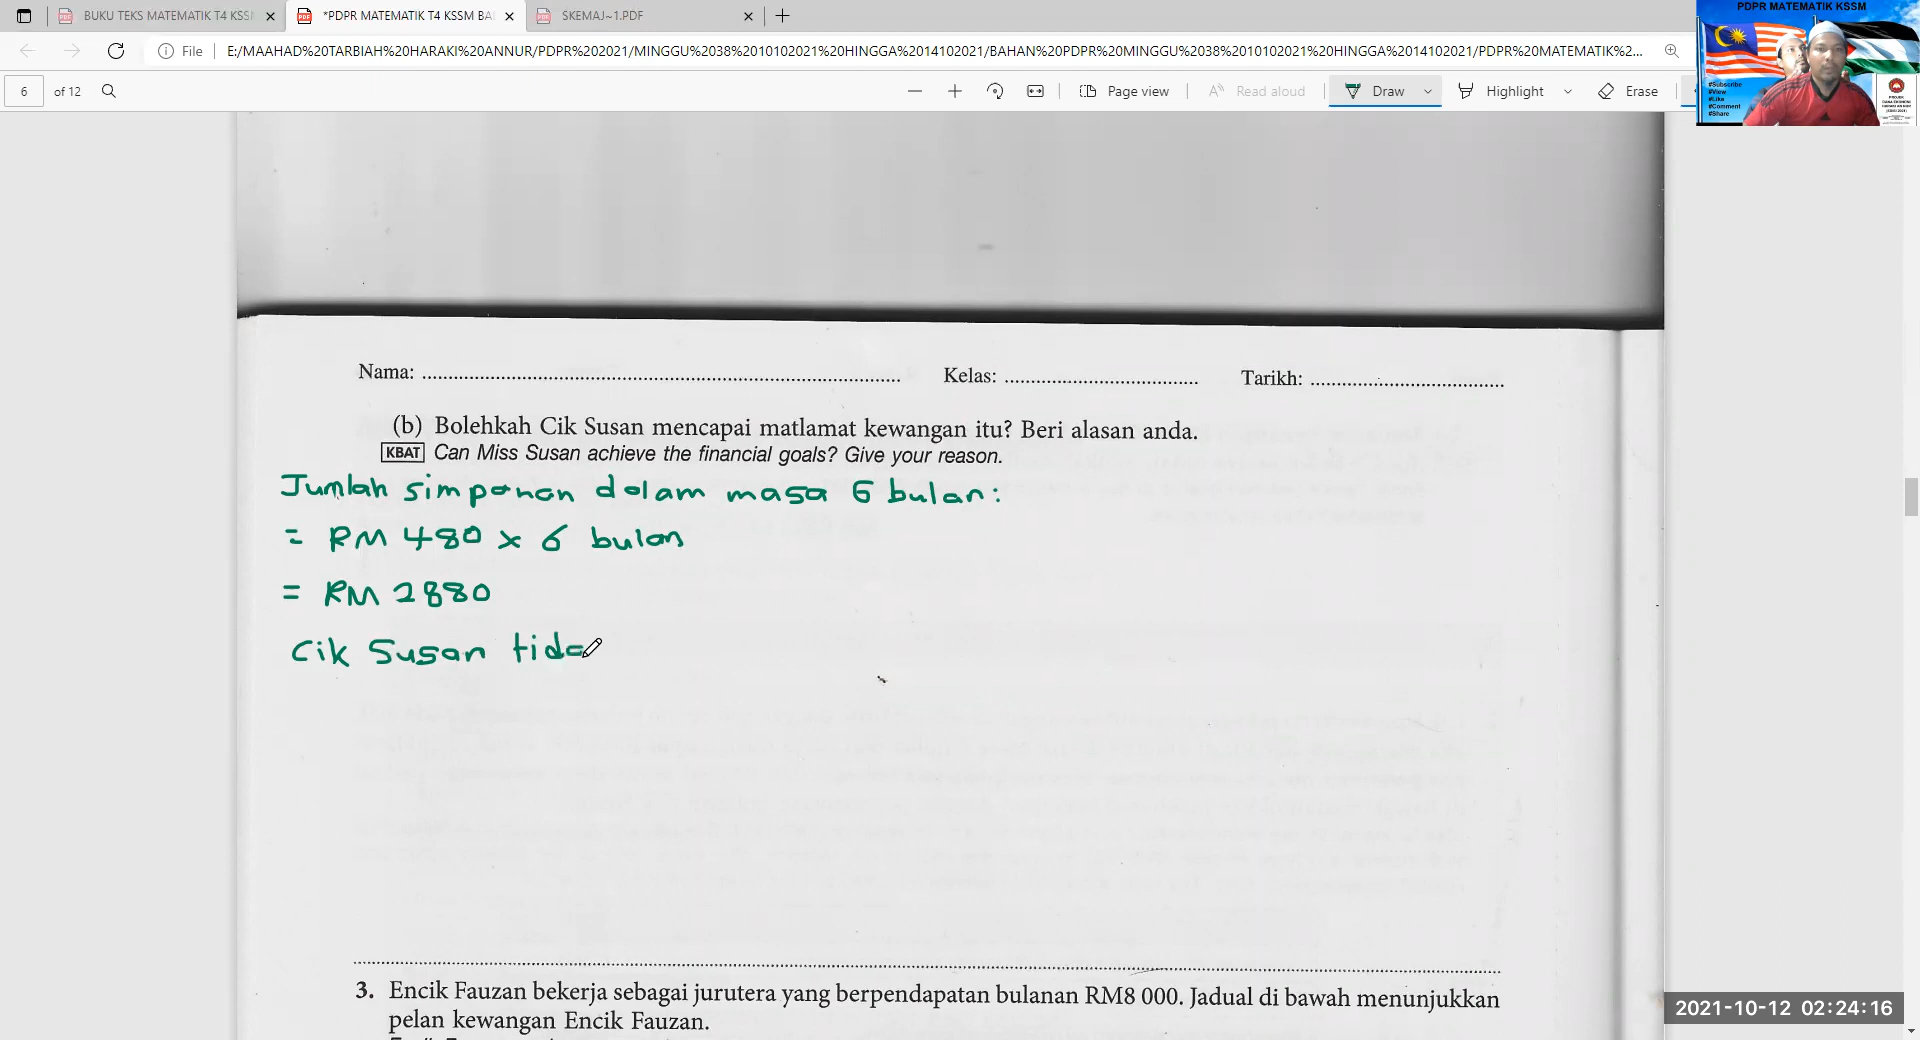 BUKU TEKS MATEMATIK T4 KSSM
*PDPR MATEMATIK T4 KSSM BA
SKEMAJ~1.PDF
File
E:/MAAHAD%20TARBIAH%20HARAKI%20ANNUR/PDPR%202021/MINGGU%2038%2010102021%20HINGGA%2014102021/BAHAN%20PDPR%20MINGGU%2038%2010102021%20HINGGA%2014102021/PDPR%20MATEMATIK%2...
6 of 12
Page view
Read aloud
Draw
Highlight
Erase
PDPR MATEMATIK KSSM
#Subscribe
#View
#Like
#Comment
#Share
Nama: Kelas: Tarikh:
(b) Bolehkah Cik Susan mencapai matlamat kewangan itu? Beri alasan anda.
KBAT Can Miss Susan achieve the financial goals? Give your reason.
Jumlah simpanan dalam masa 6 bulan:
= RM 480 × 6 bulan
= RM 2880
Cik Susan tida
3. Encik Fauzan bekerja sebagai jurutera yang berpendapatan bulanan RM8 000. Jadual di bawah menunjukkan
pelan kewangan Encik Fauzan.
2021-10-12 02:24:16